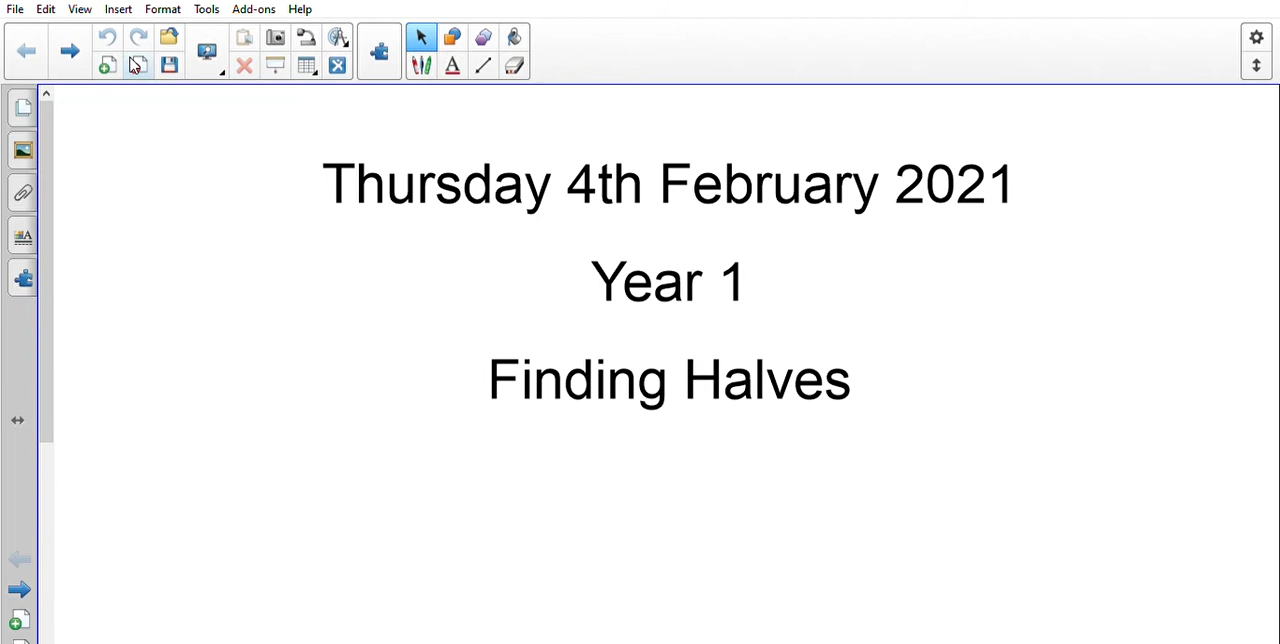 File Edit View Insert Format Tools Add-ons Help
Thursday 4th February 2021
Year 1
Finding Halves